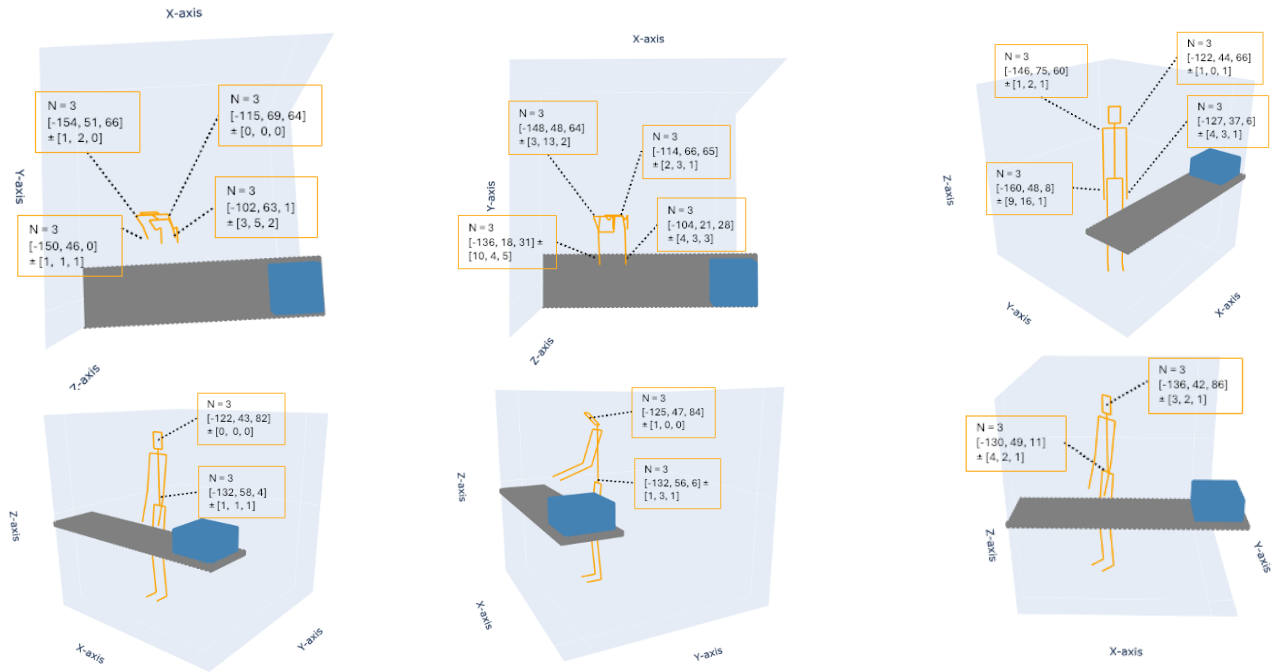 X-axis
N = 3
[-154, 51, 66]
± [1, 2, 0]
N = 3
[-115, 69, 64]
± [0, 0, 0]
Y-axis
N = 3
[-102, 63, 1]
± [3, 5, 2]
N = 3
[-150, 46, 0]
± [1, 1, 1]
Z-axis
X-axis
N = 3
[-148, 48, 64]
± [3, 13, 2]
N = 3
[-114, 66, 65]
± [2, 3, 1]
Y-axis
N = 3
[-136, 18, 31] ±
[10, 4, 5]
N = 3
[-104, 21, 28]
± [4, 3, 3]
Z-axis
N = 3
[-146, 75, 60]
± [1, 2, 1]
N = 3
[-122, 44, 66]
± [1, 0, 1]
N = 3
[-127, 37, 6]
± [4, 3, 1]
Z-axis
N = 3
[-160, 48, 8]
± [9, 16, 1]
Y-axis
X-axis
N = 3
[-122, 43, 82]
± [0, 0, 0]
N = 3
[-132, 58, 4]
± [1, 1, 1]
Z-axis
X-axis
Y-axis
N = 3
[-125, 47, 84]
± [1, 0, 0]
N = 3
[-132, 56, 6] ±
[1, 3, 1]
Z-axis
X-axis
Y-axis
N = 3
[-136, 42, 86]
± [3, 2, 1]
N = 3
[-130, 49, 11]
± [4, 2, 1]
Z-axis
Y-axis
X-axis